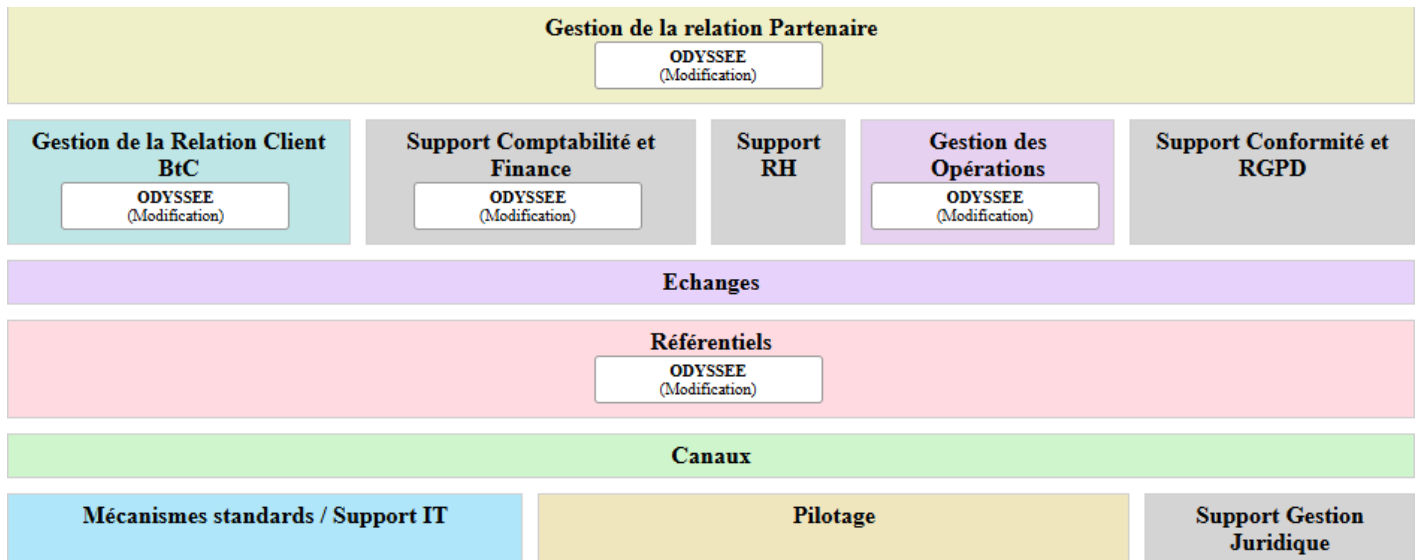 Gestion de la relation Partenaire
ODYSSEE
(Modification)
Gestion de la Relation Client
BtC
ODYSSEE
(Modification)
Support Comptabilité et
Finance
ODYSSEE
(Modification)
Support
RH
Gestion des
Opérations
ODYSSEE
(Modification)
Support Conformité et
RGPD
Echanges
Référentiels
ODYSSEE
(Modification)
Canaux
Mécanismes standards / Support IT
Pilotage
Support Gestion
Juridique